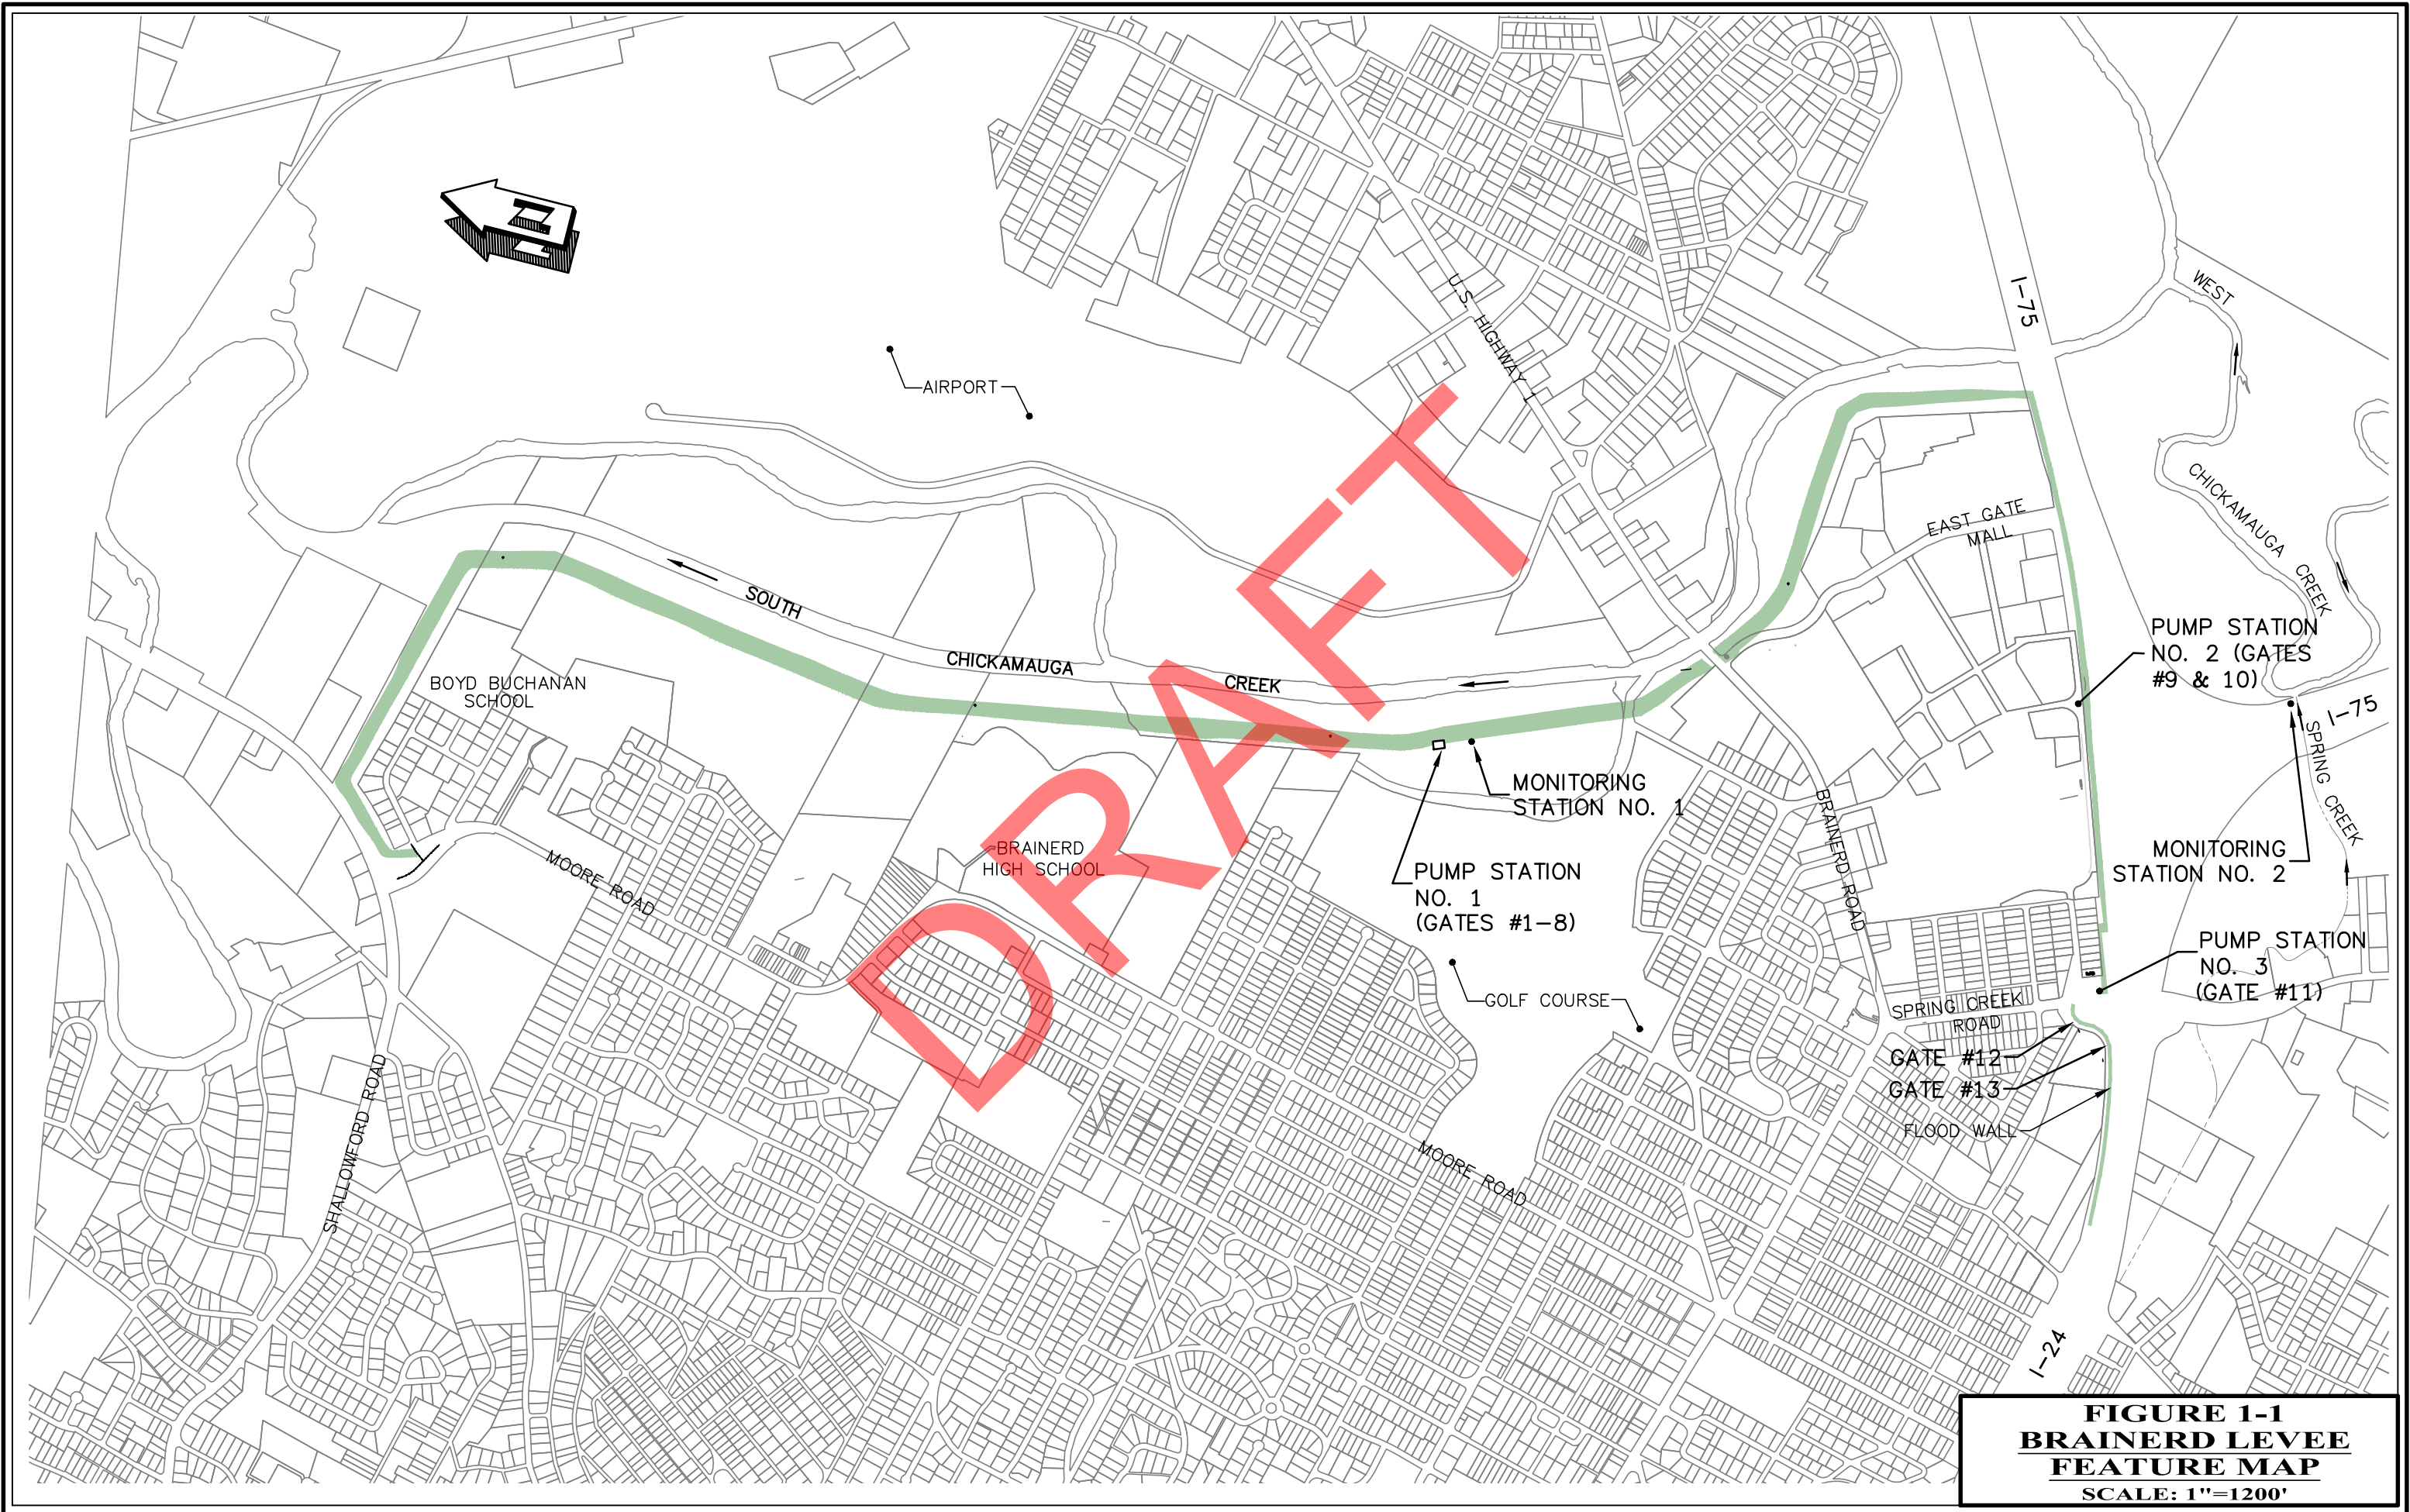 AIRPORT
U.S. HIGHWAY 1
I-75
WEST
CHICKAMAUGA
CREEK
EAST GATE
MALL
SOUTH
CHICKAMAUGA
CREEK
BOYD BUCHANAN
SCHOOL
PUMP STATION
NO. 2 (GATES
#9 & 10)
I-75
SPRING
CREEK
MONITORING
STATION NO. 1
MONITORING
STATION NO. 2
BRAINERD ROAD
MOORE ROAD
BRAINERD
HIGH SCHOOL
PUMP STATION
NO. 1
(GATES #1-8)
PUMP STATION
NO. 3
(GATE #11)
GOLF COURSE
SPRING CREEK
ROAD
GATE #12
GATE #13
FLOOD WALL
SHALLOWFORD ROAD
MOORE ROAD
I-24
DRAFT
FIGURE 1-1
BRAINERD LEVEE
FEATURE MAP
SCALE: 1"=1200'